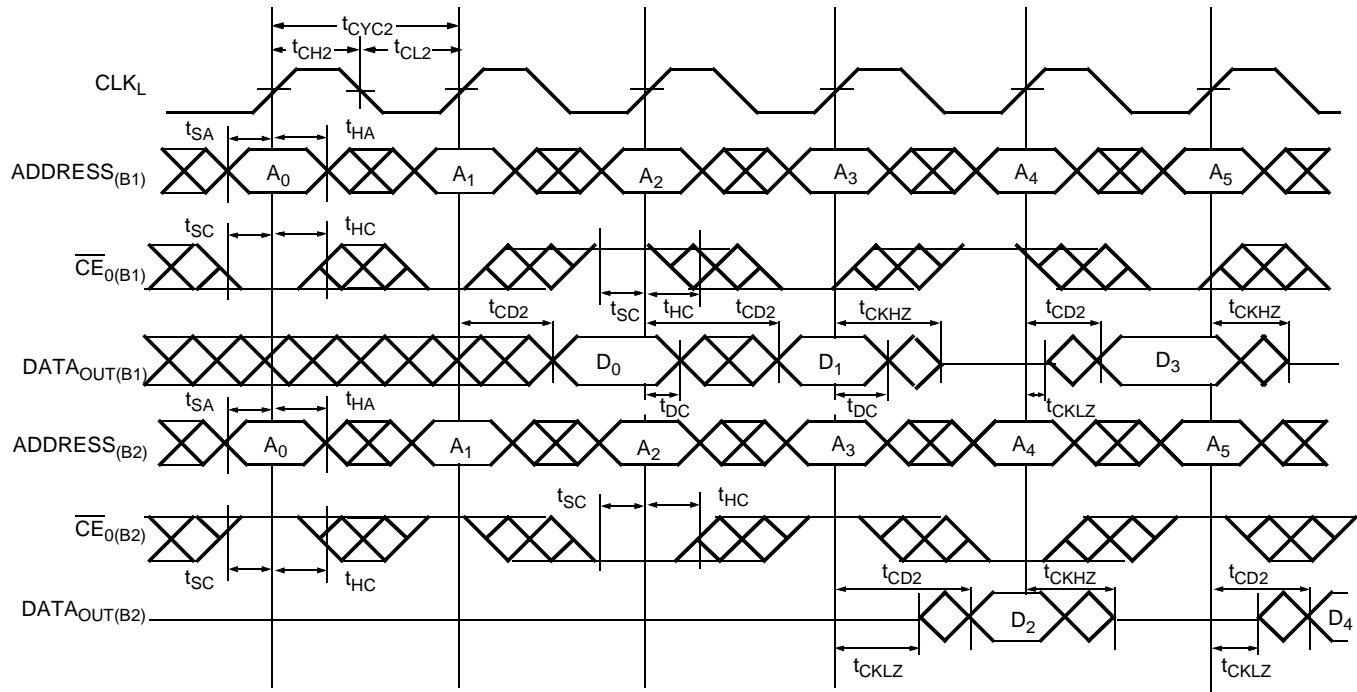 tCYC2
tCH2 tCL2
CLKL
tSA tHA
ADDRESS(B1) A0 A1 A2 A3 A4 A5
tSC tHC
CE0(B1)
tSC tHC
tCD2 tCD2 tCKHZ tCD2 tCKHZ
DATAOUT(B1) D0 D1 D3
tSA tHA tDC tDC tCKLZ
ADDRESS(B2) A0 A1 A2 A3 A4 A5
tSC tHC
CE0(B2)
tSC tHC tCD2 tCKHZ tCD2
DATAOUT(B2) D2 D4
tCKLZ tCKLZ